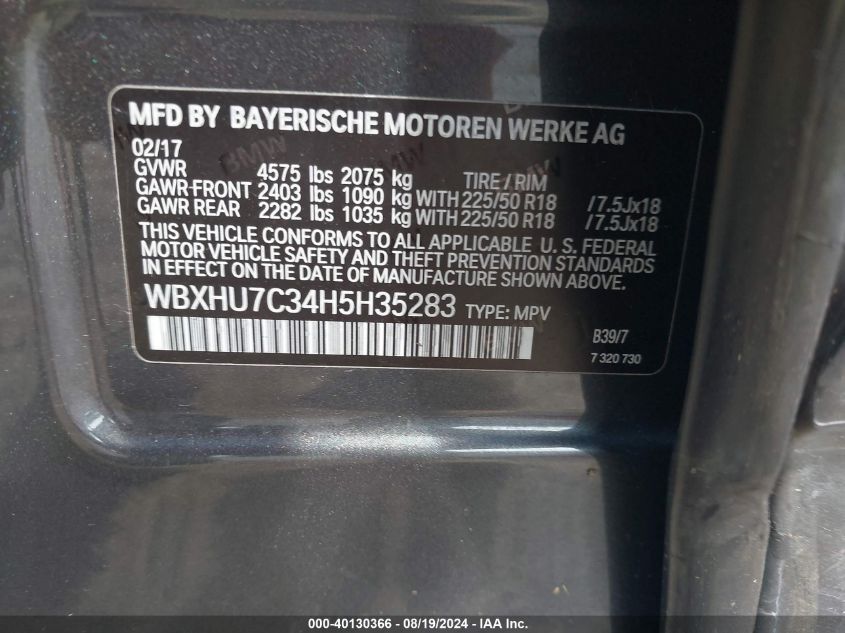 MFD BY BAYERISCHE MOTOREN WERKE AG
02/17
GVWR 4575 lbs 2075 kg TIRE / RIM
GAWR-FRONT 2403 lbs 1090 kg WITH 225/50 R18 /7.5Jx18
GAWR REAR 2282 lbs 1035 kg WITH 225/50 R18 /7.5Jx18
THIS VEHICLE CONFORMS TO ALL APPLICABLE U. S. FEDERAL
MOTOR VEHICLE SAFETY AND THEFT PREVENTION STANDARDS
IN EFFECT ON THE DATE OF MANUFACTURE SHOWN ABOVE.
WBXHU7C34H5H35283 TYPE: MPV
B39/7
7 320 730
000-40130366 - 08/19/2024 - IAA Inc.